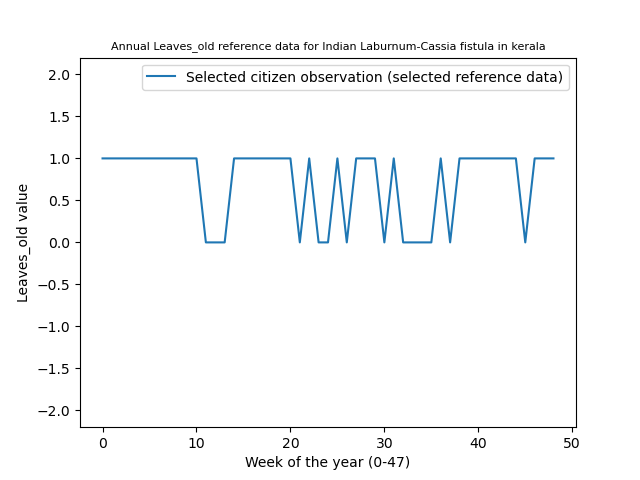 Annual Leaves_old reference data for Indian Laburnum-Cassia fistula in kerala
Selected citizen observation (selected reference data)
2.0
1.5
1.0
0.5
0.0
−0.5
−1.0
−1.5
−2.0
Leaves_old value
0 10 20 30 40 50
Week of the year (0-47)